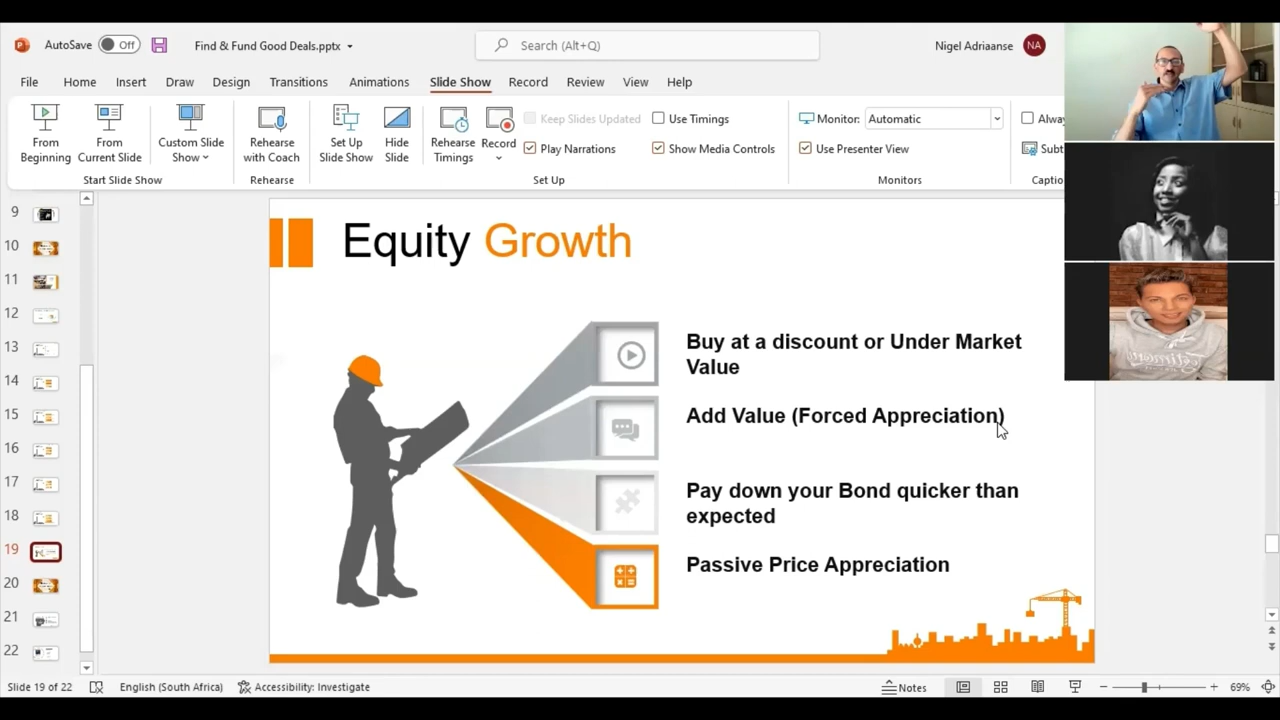 AutoSave
Off
Find & Fund Good Deals.pptx
Search (Alt+Q)
Nigel Adriaanse
NA
File
Home
Insert
Draw
Design
Transitions
Animations
Slide Show
Record
Review
View
Help
From
Beginning
From
Current Slide
Custom Slide
Show
Start Slide Show
Rehearse
with Coach
Rehearse
Set Up
Slide Show
Hide
Slide
Rehearse
Timings
Record
Keep Slides Updated
Play Narrations
Use Timings
Show Media Controls
Set Up
Monitor:
Automatic
Use Presenter View
Monitors
Alway
Subt
Captio
9
10
11
12
13
14
15
16
17
18
19
20
21
22
Equity Growth
Buy at a discount or Under Market
Value
Add Value (Forced Appreciation)
Pay down your Bond quicker than
expected
Passive Price Appreciation
Slide 19 of 22
English (South Africa)
Accessibility: Investigate
Notes
69%